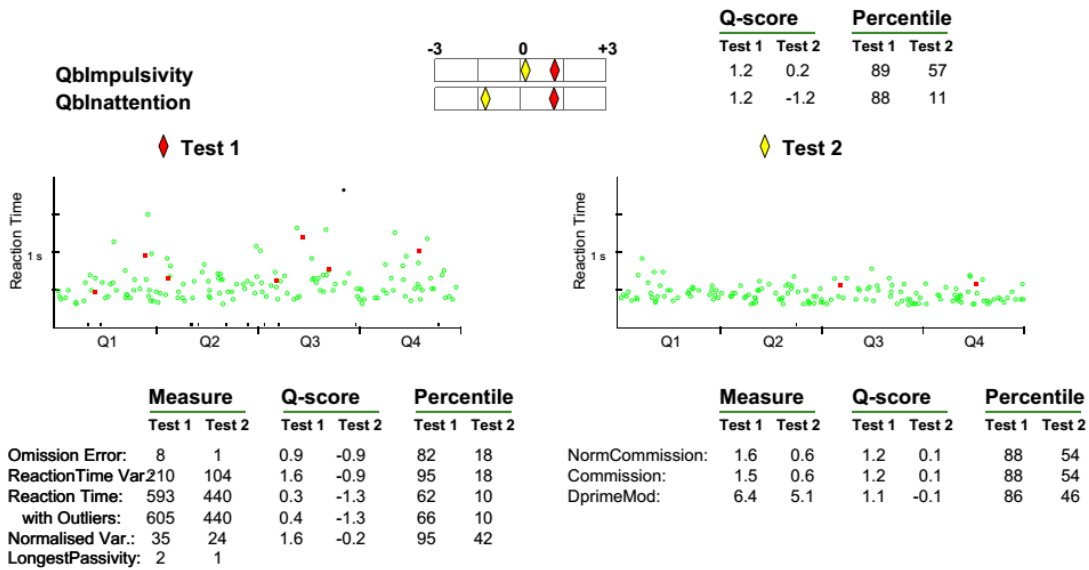 Q-score Percentile
-3 0 +3 Test 1 Test 2 Test 1 Test 2
QbImpulsivity 1.2 0.2 89 57
QbInattention 1.2 -1.2 88 11
Test 1 Test 2
Reaction Time Reaction Time
1 s 1 s
Q1 Q2 Q3 Q4 Q1 Q2 Q3 Q4
Measure Q-score Percentile Measure Q-score Percentile
Test 1 Test 2 Test 1 Test 2 Test 1 Test 2 Test 1 Test 2 Test 1 Test 2 Test 1 Test 2
Omission Error: 8 1 0.9 -0.9 82 18 NormCommission: 1.6 0.6 1.2 0.1 88 54
ReactionTime Var.: 210 104 1.6 -0.9 95 18 Commission: 1.5 0.6 1.2 0.1 88 54
Reaction Time: 593 440 0.3 -1.3 62 10 DprimeMod: 6.4 5.1 1.1 -0.1 86 46
with Outliers: 605 440 0.4 -1.3 66 10
Normalised Var.: 35 24 1.6 -0.2 95 42
LongestPassivity: 2 1